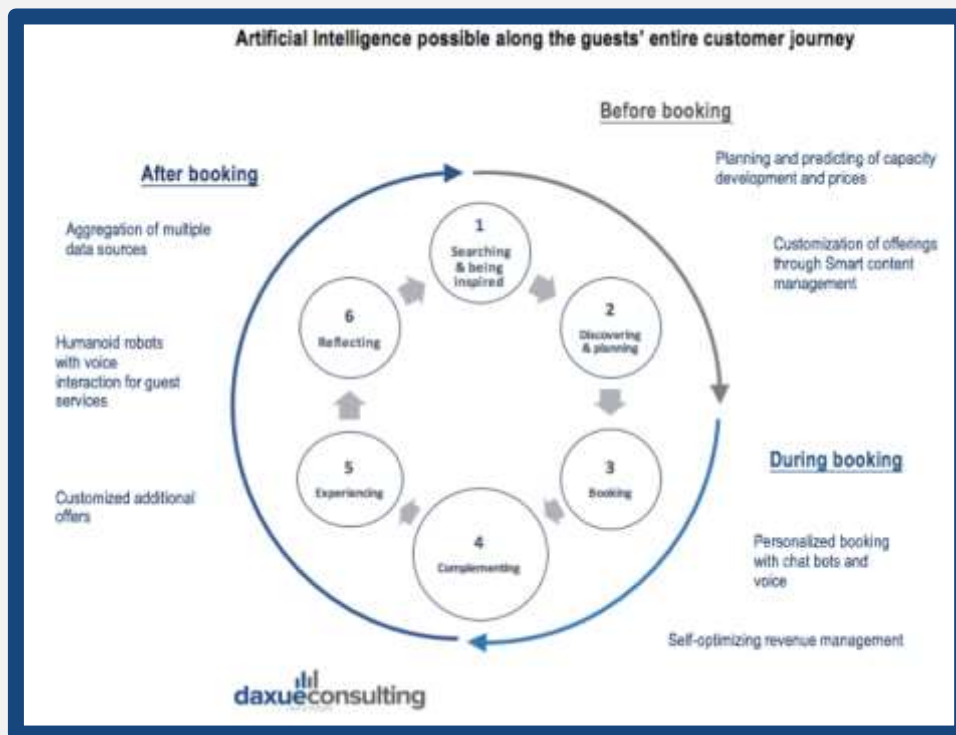 Artificial Intelligence possible along the guests' entire customer journey
Before booking
Planning and predicting of capacity
development and prices
Customization of offerings
through Smart content
management
After booking
Aggregation of multiple
data sources
Humanoid robots
with voice
interaction for guest
services
Customized additional
offers
1
Searching
& being
inspired
2
Discovering
& planning
3
Booking
4
Complementing
5
Experiencing
6
Reflecting
During booking
Personalized booking
with chat bots and
voice
Self-optimizing revenue management
daxueconsulting